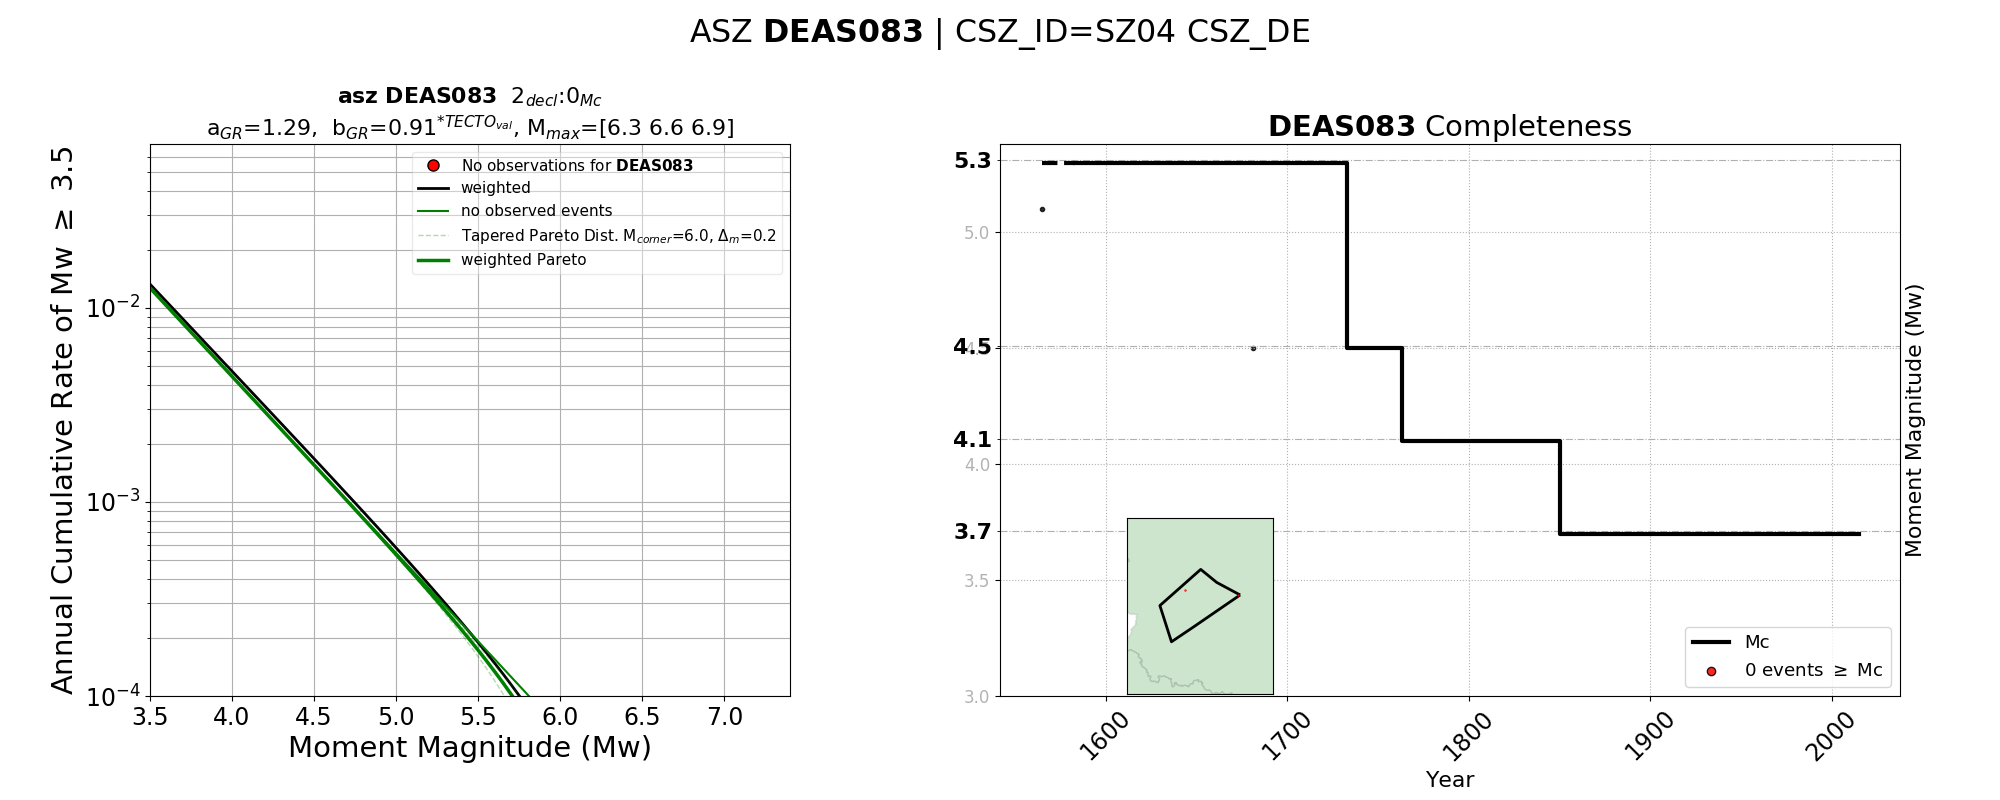 ASZ DEAS083 | CSZ_ID=SZ04 CSZ_DE
asz DEAS083 2decl:0Mc
aGR=1.29, bGR=0.91*TECTOval, Mmax=[6.3 6.6 6.9]
No observations for DEAS083
weighted
no observed events
Tapered Pareto Dist. Mcorner=6.0, Δm=0.2
weighted Pareto
Annual Cumulative Rate of Mw ≥ 3.5
10−2
10−3
10−4
3.5 4.0 4.5 5.0 5.5 6.0 6.5 7.0
Moment Magnitude (Mw)
DEAS083 Completeness
5.3
5.0
4.5
4.5
4.1
4.0
3.7
3.5
3.0
Mc
0 events ≥ Mc
1600 1700 1800 1900 2000
Year
Moment Magnitude (Mw)